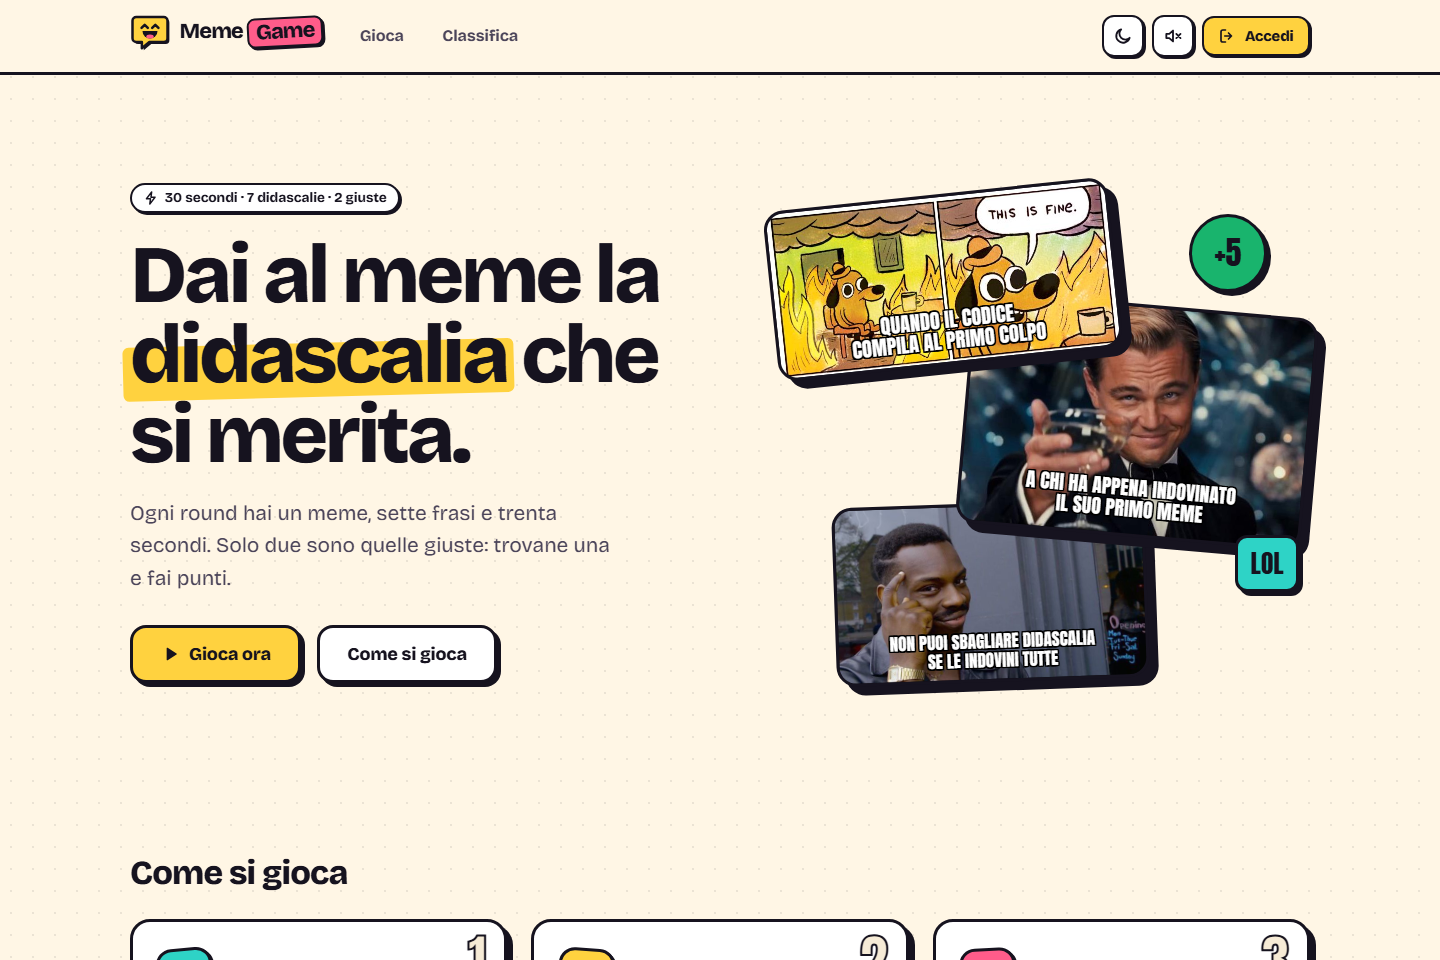 Meme Game
Gioca
Classifica
Accedi
30 secondi · 7 didascalie · 2 giuste
Dai al meme la
didascalia che
si merita.
Ogni round hai un meme, sette frasi e trenta
secondi. Solo due sono quelle giuste: trovane una
e fai punti.
Gioca ora
Come si gioca
THIS IS FINE.
QUANDO IL CODICE
COMPILA AL PRIMO COLPO
+5
A CHI HA APPENA INDOVINATO
IL SUO PRIMO MEME
LOL
NON PUOI SBAGLIARE DIDASCALIA
SE LE INDOVINI TUTTE
Opening
Sunday
Come si gioca
1
2
3